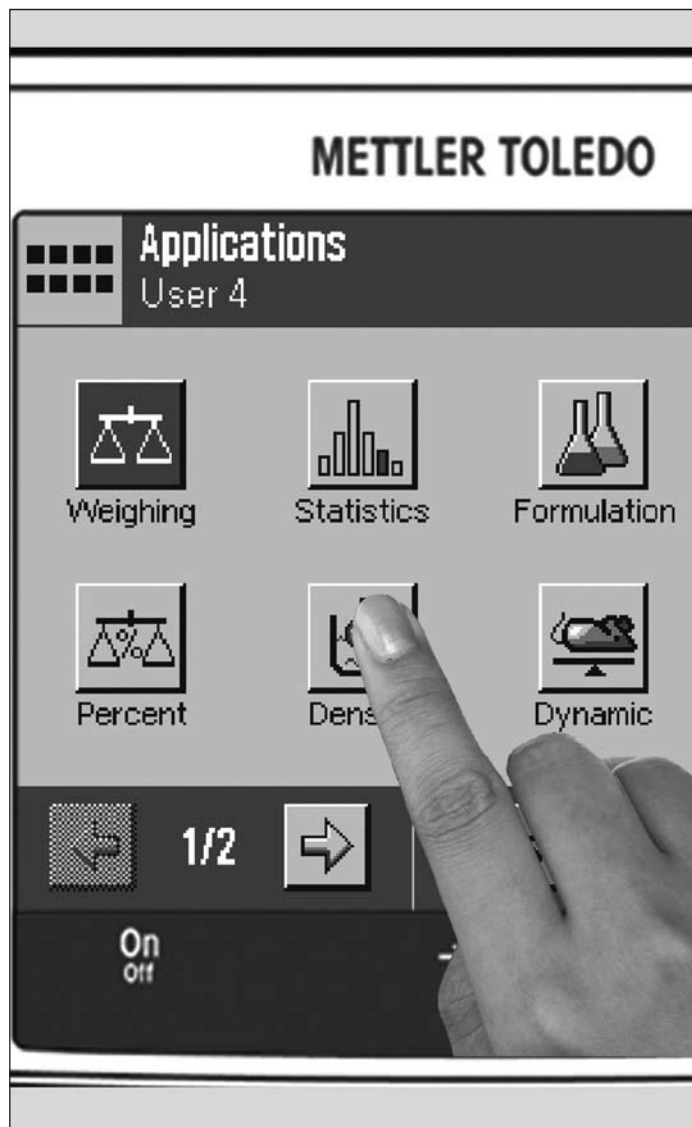 METTLER TOLEDO
Applications
User 4
Weighing
Statistics
Formulation
Percent
Dynamic
1/2
On
Off